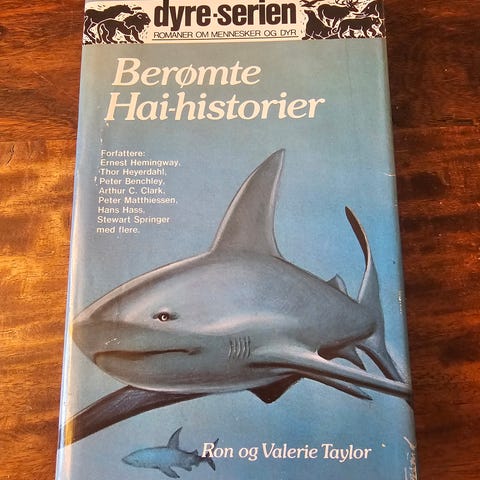 dyre-serien
ROMANER OM MENNESKER OG DYR
Berømte
Hai-historier
Forfattere:
Ernest Hemingway,
Thor Heyerdahl,
Peter Benchley,
Arthur C. Clark,
Peter Matthiessen,
Hans Hass,
Stewart Springer
med flere.
Ron og Valerie Taylor